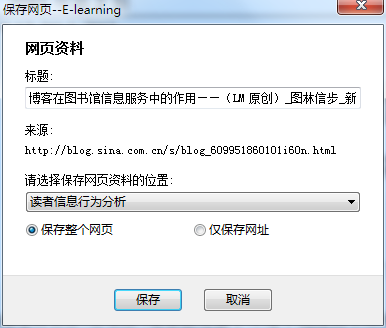 保存网页--E-learning
网页资料
标题:
博客在图书馆信息服务中的作用——（LM原创）_图林信步_新
来源:
http://blog.sina.com.cn/s/blog_609951860101i60n.html
请选择保存网页资料的位置:
读者信息行为分析
保存整个网页 仅保存网址
保存 取消